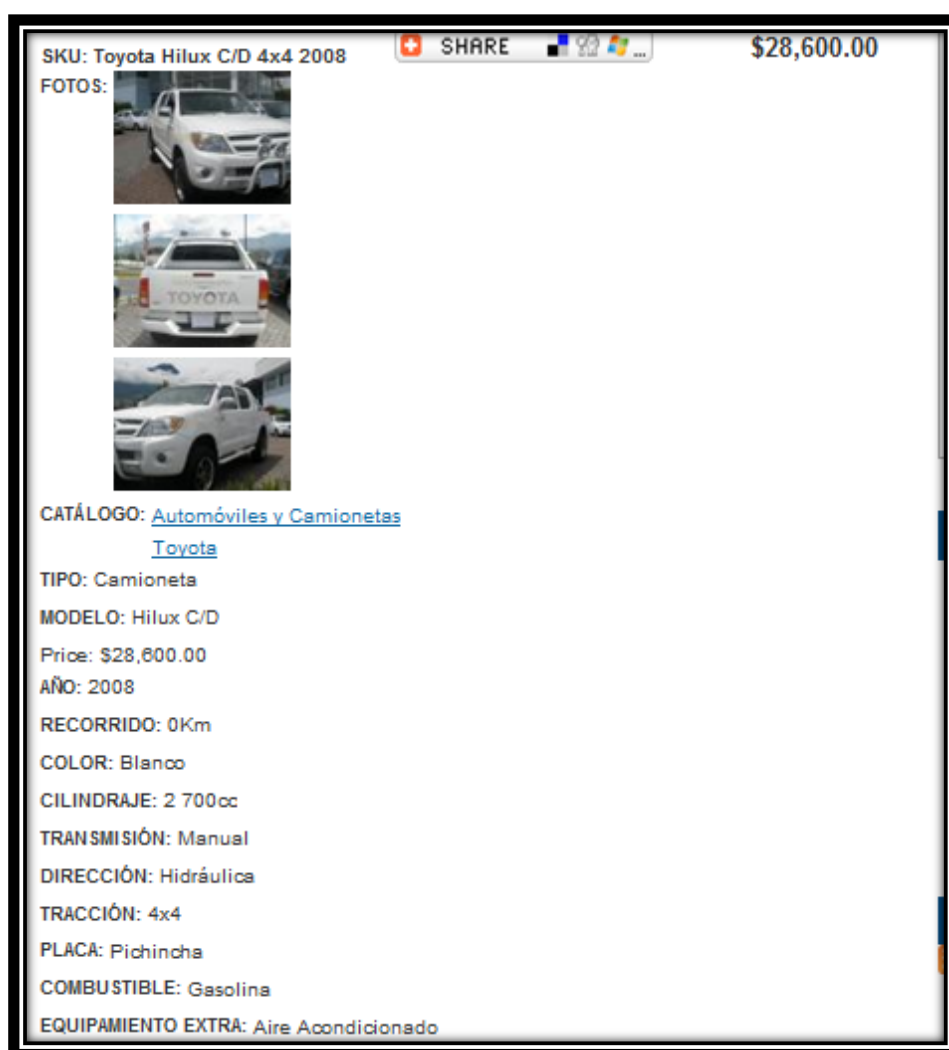 SKU: Toyota Hilux C/D 4x4 2008
SHARE ...
$28,600.00
FOTOS:
TOYOTA
CATÁLOGO: Automóviles y Camionetas
Toyota
TIPO: Camioneta
MODELO: Hilux C/D
Price: $28,600.00
AÑO: 2008
RECORRIDO: 0Km
COLOR: Blanco
CILINDRAJE: 2 700cc
TRANSMISIÓN: Manual
DIRECCIÓN: Hidráulica
TRACCIÓN: 4x4
PLACA: Pichincha
COMBUSTIBLE: Gasolina
EQUIPAMIENTO EXTRA: Aire Acondicionado